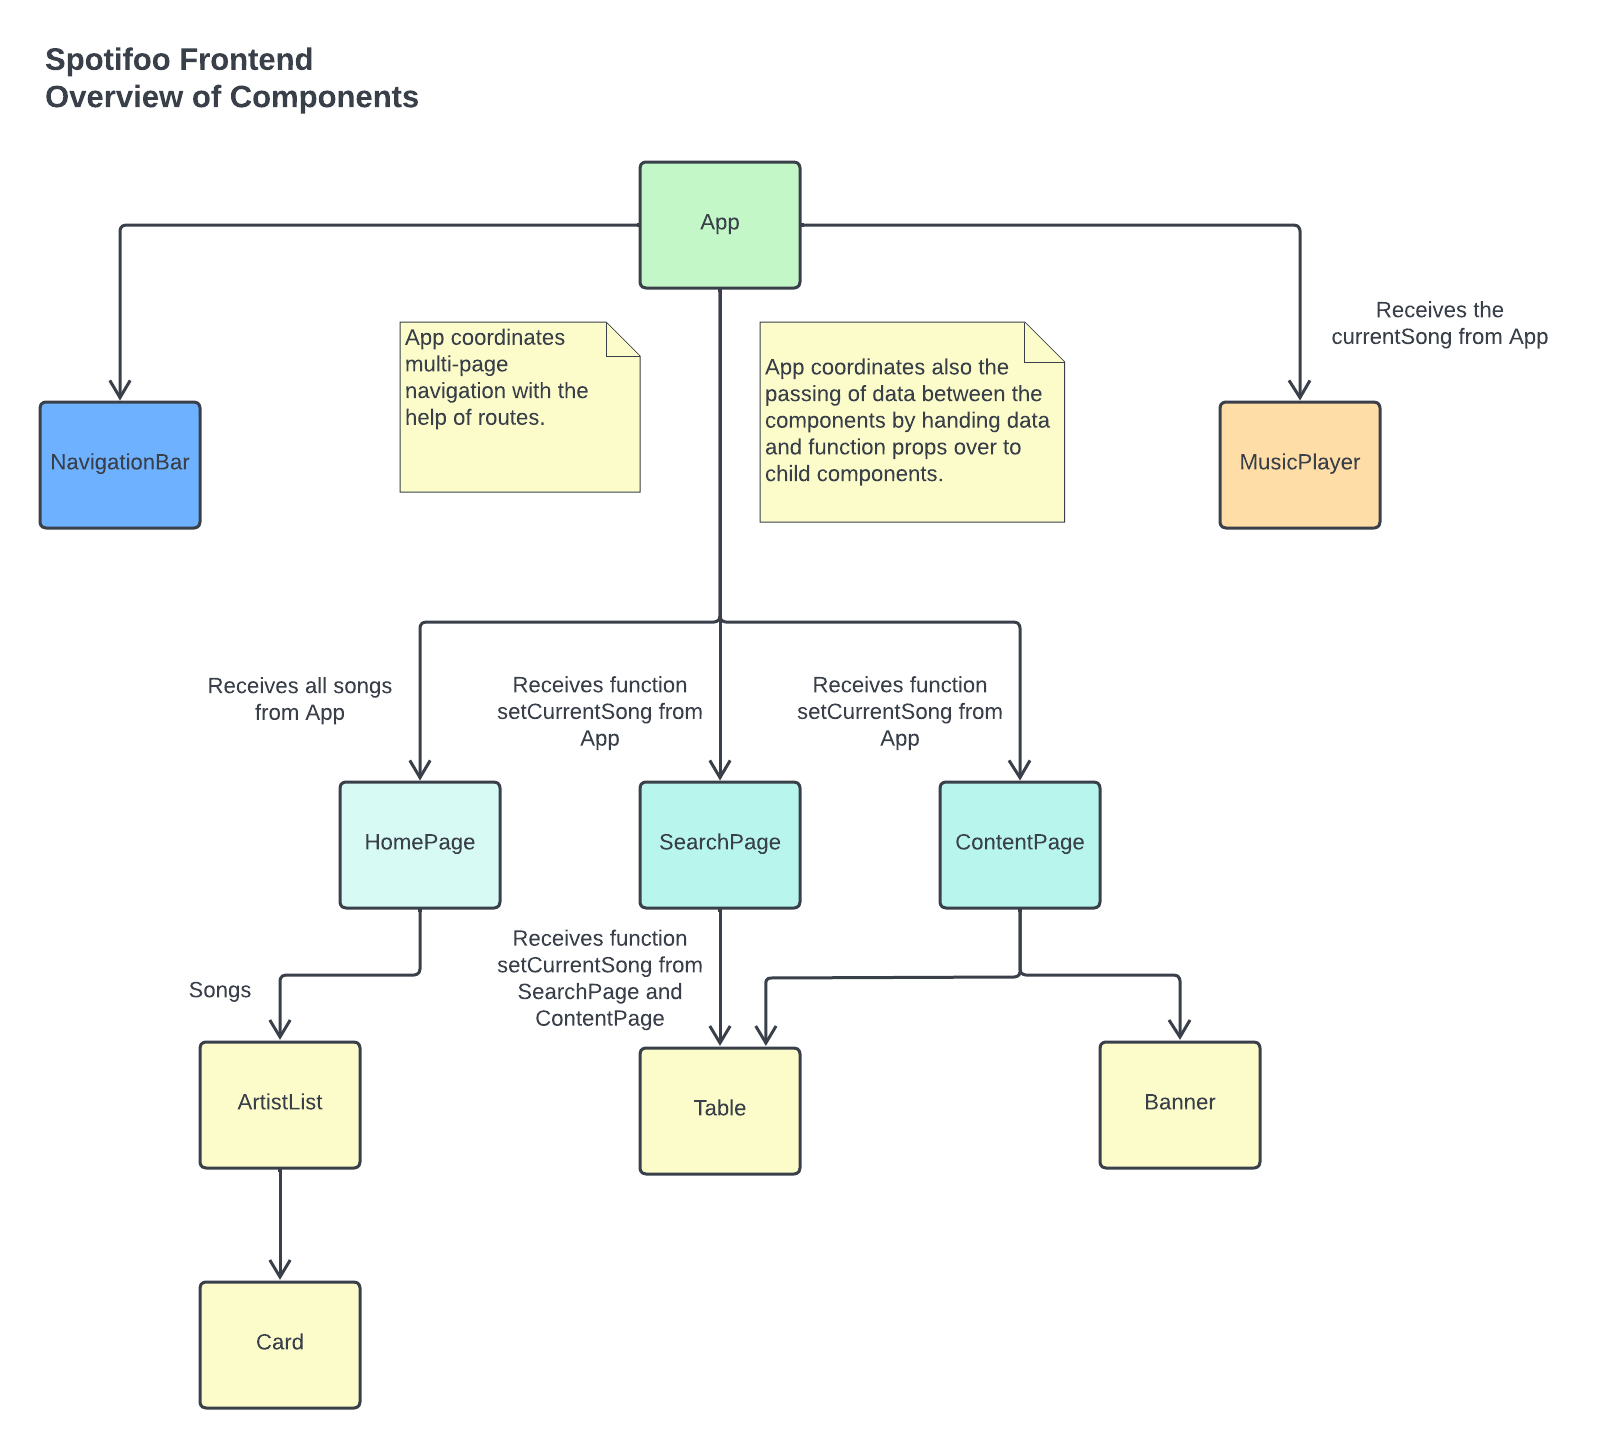 Spotifoo Frontend
Overview of Components
App
App coordinates
multi-page
navigation with the
help of routes.
App coordinates also the
passing of data between the
components by handing data
and function props over to
child components.
Receives the
currentSong from App
NavigationBar
MusicPlayer
Receives all songs
from App
Receives function
setCurrentSong from
App
Receives function
setCurrentSong from
App
HomePage
SearchPage
ContentPage
Songs
Receives function
setCurrentSong from
SearchPage and
ContentPage
ArtistList
Table
Banner
Card